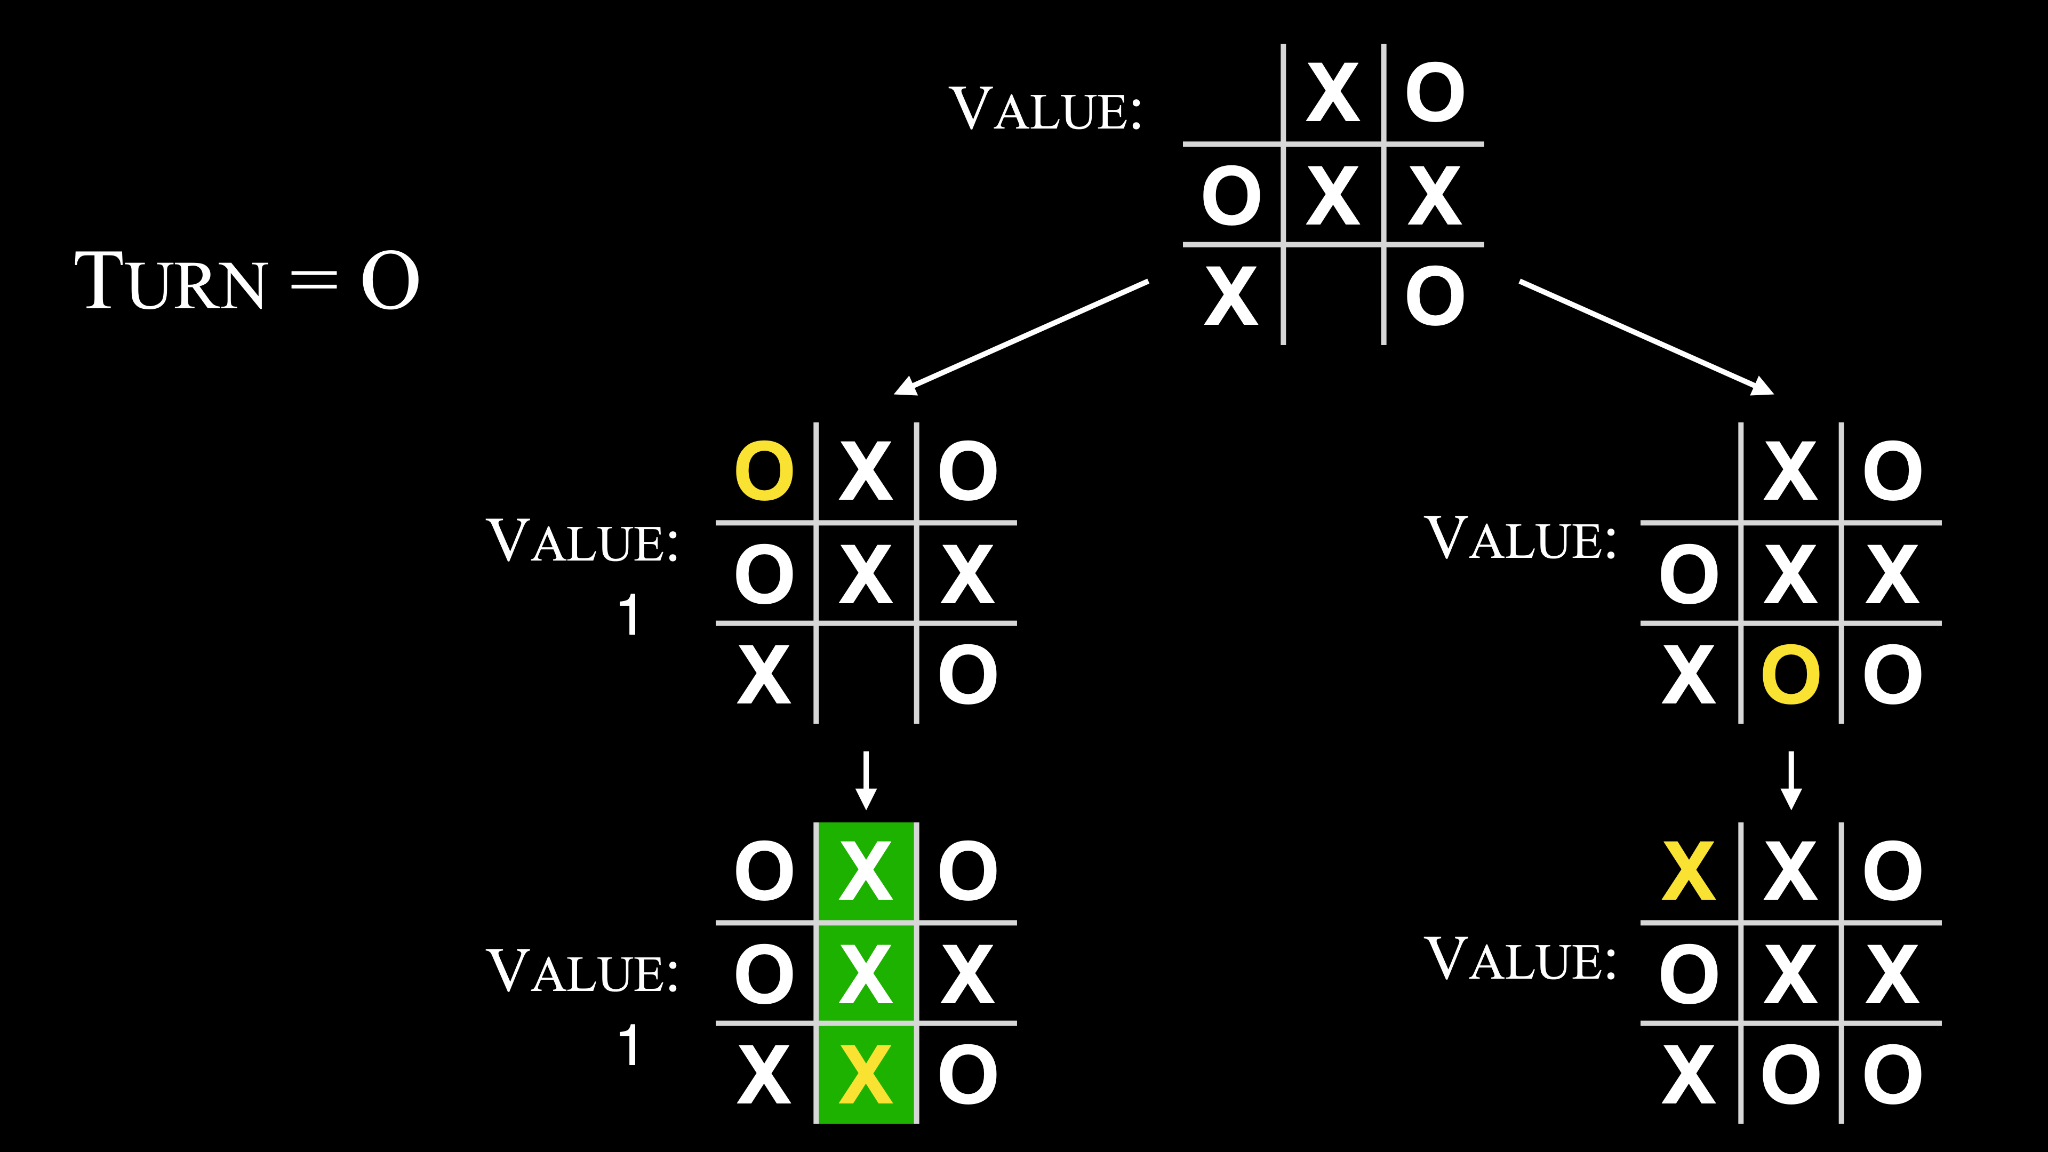 VALUE:
X O
O X X
X O
TURN = O
O X O
O X X
X O
VALUE:
1
X O
O X X
X O O
VALUE:
O X O
O X X
X X O
VALUE:
1
X X O
O X X
X O O
VALUE: